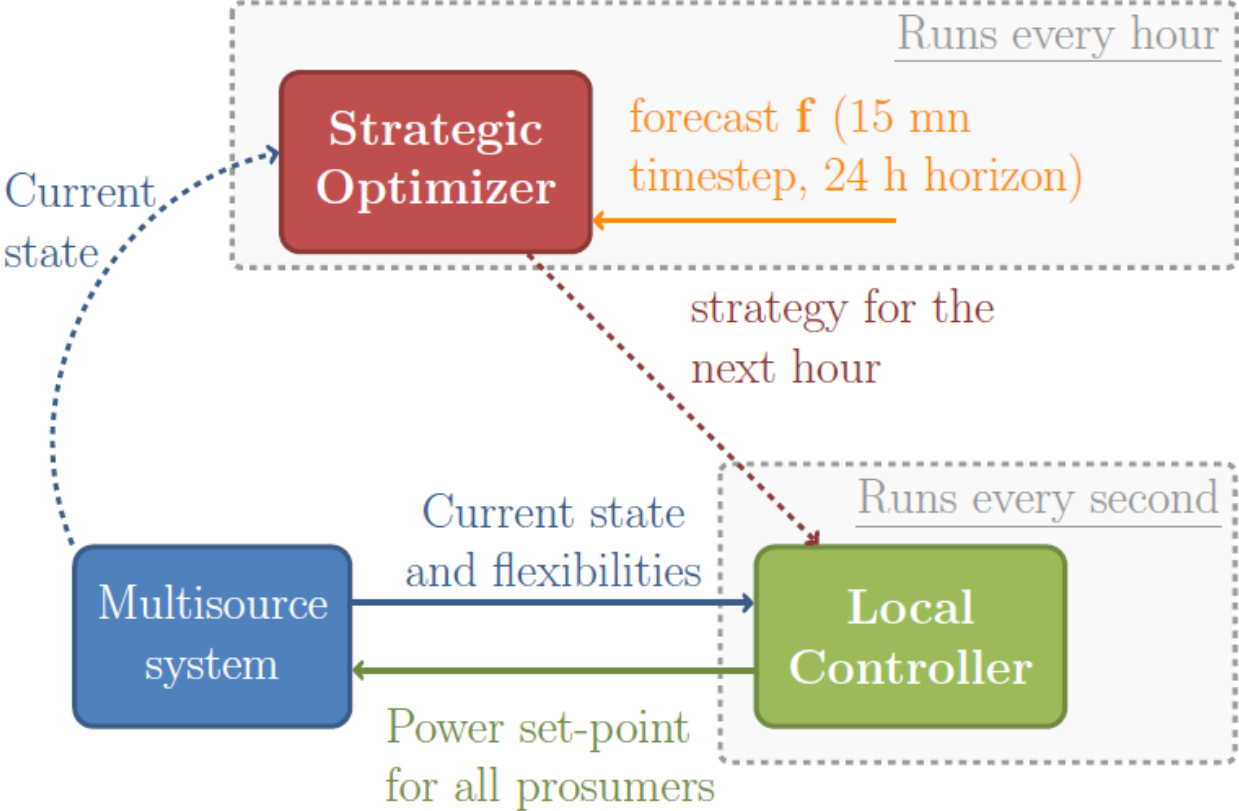 Runs every hour
Strategic
Optimizer
forecast f (15 mn
timestep, 24 h horizon)
Current
state
strategy for the
next hour
Runs every second
Current state
and flexibilities
Multisource
system
Local
Controller
Power set-point
for all prosumers